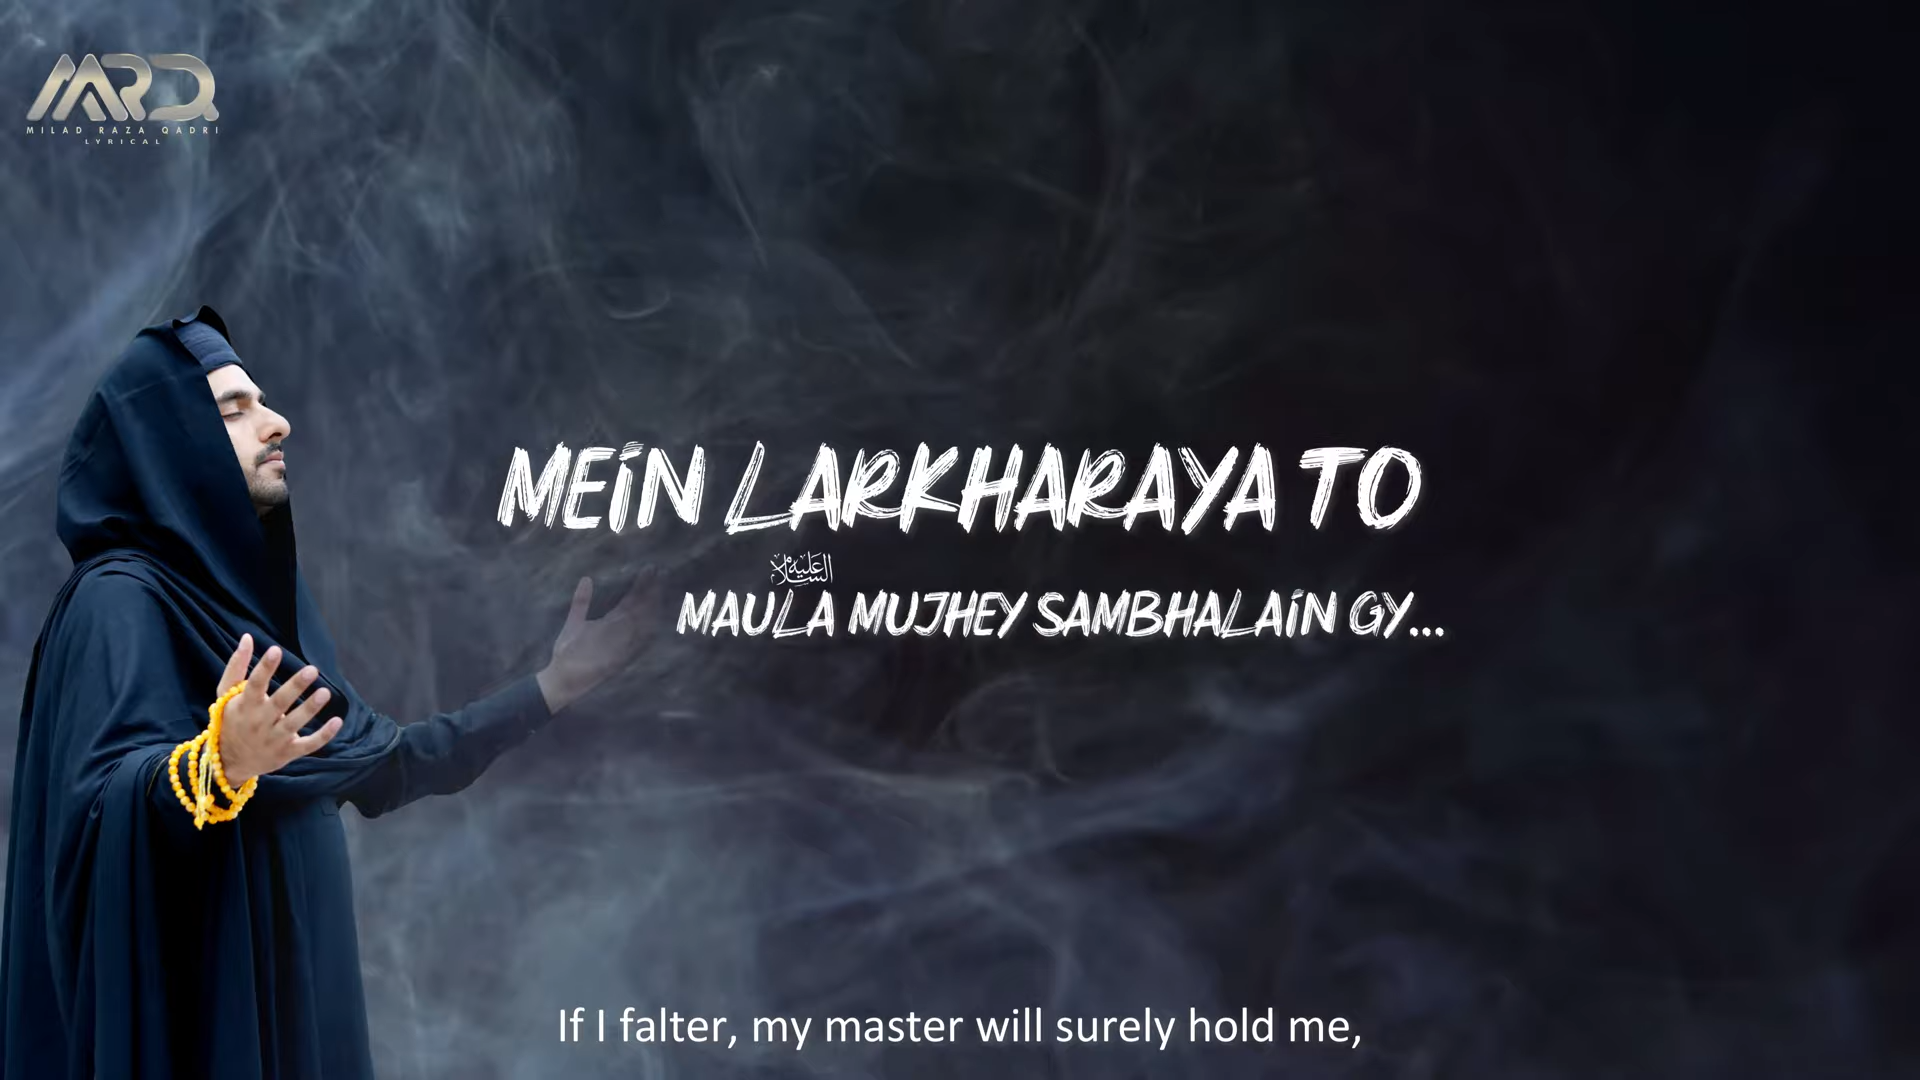 MRQ
MILAD RAZA QADRI
LYRICAL
MEIN LARKHARAYA TO
علیہ السلام
MAULA MUJHEY SAMBHALAIN GY...
If I falter, my master will surely hold me,